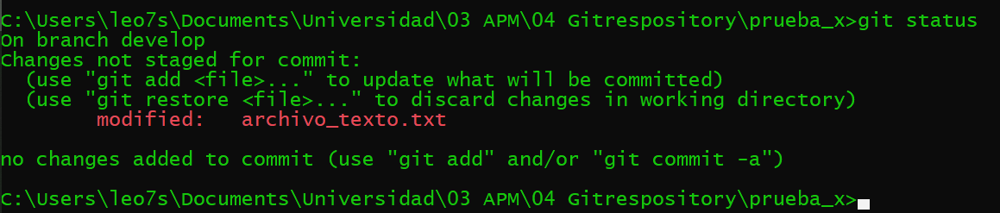 C:\Users\leo7s\Documents\Universidad\03 APM\04 Gitrespository\prueba_x>git status
On branch develop
Changes not staged for commit:
  (use "git add <file>..." to update what will be committed)
  (use "git restore <file>..." to discard changes in working directory)
        modified:   archivo_texto.txt
no changes added to commit (use "git add" and/or "git commit -a")
C:\Users\leo7s\Documents\Universidad\03 APM\04 Gitrespository\prueba_x>